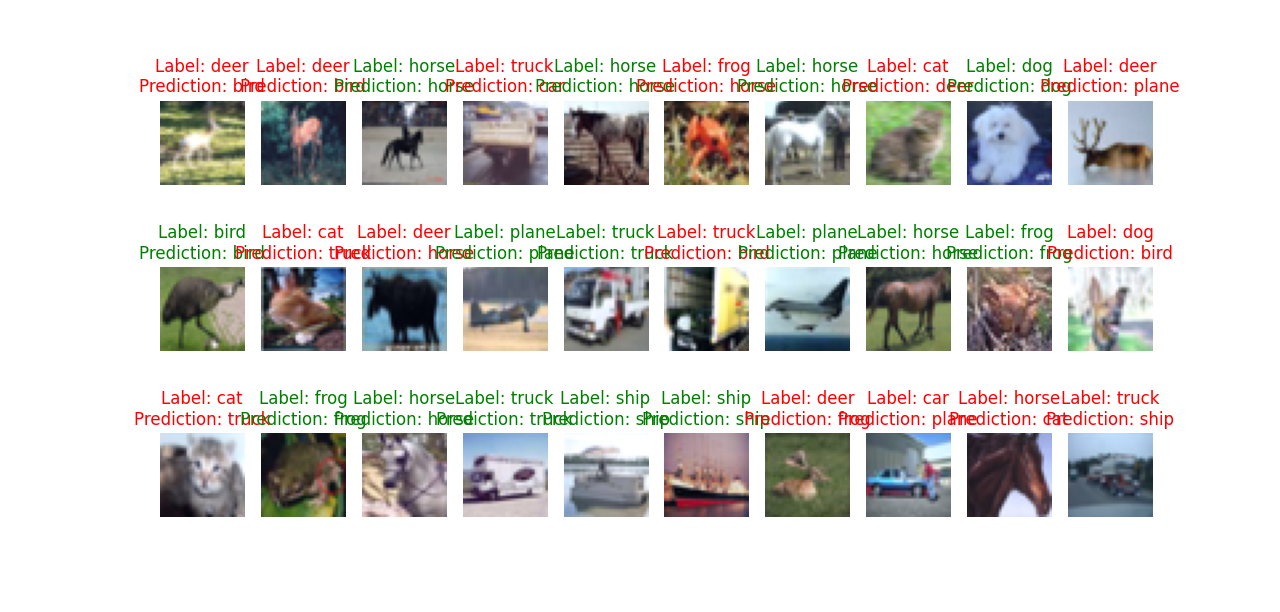 Label: deer Label: deer Label: horse Label: truck Label: horse Label: frog Label: horse Label: cat Label: dog Label: deer
Prediction: bird Prediction: bird Prediction: horse Prediction: car Prediction: horse Prediction: horse Prediction: horse Prediction: deer Prediction: dog Prediction: plane
Label: bird Label: cat Label: deer Label: plane Label: truck Label: truck Label: plane Label: horse Label: frog Label: dog
Prediction: bird Prediction: truck Prediction: horse Prediction: plane Prediction: truck Prediction: bird Prediction: plane Prediction: horse Prediction: frog Prediction: bird
Label: cat Label: frog Label: horse Label: truck Label: ship Label: ship Label: deer Label: car Label: horse Label: truck
Prediction: truck Prediction: frog Prediction: horse Prediction: truck Prediction: ship Prediction: ship Prediction: frog Prediction: plane Prediction: cat Prediction: ship